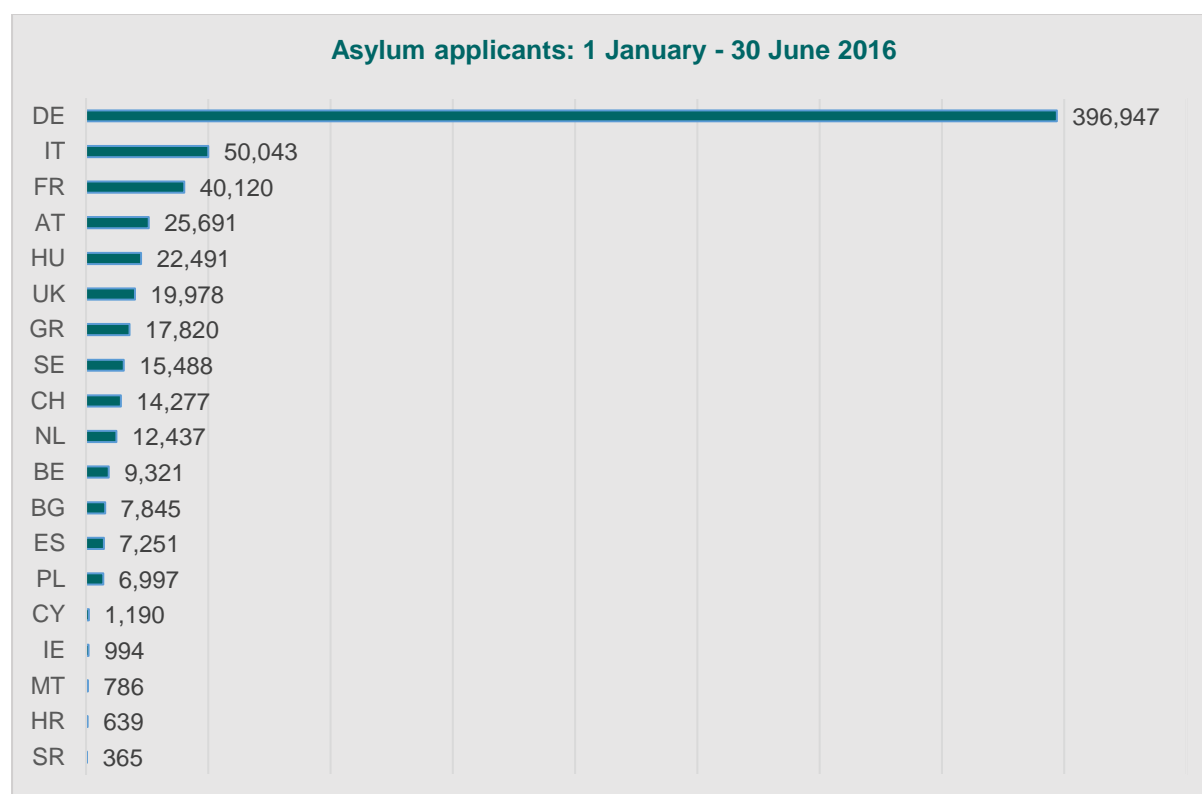 Asylum applicants: 1 January - 30 June 2016
DE 396,947
IT 50,043
FR 40,120
AT 25,691
HU 22,491
UK 19,978
GR 17,820
SE 15,488
CH 14,277
NL 12,437
BE 9,321
BG 7,845
ES 7,251
PL 6,997
CY 1,190
IE 994
MT 786
HR 639
SR 365